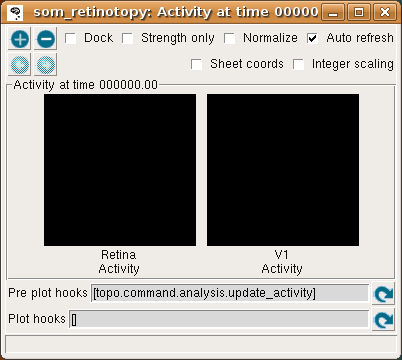 som_retinotopy: Activity at time 00000
Dock Strength only Normalize Auto refresh
Sheet coords Integer scaling
Activity at time 000000.00
Retina V1
Activity Activity
Pre plot hooks [topo.command.analysis.update_activity]
Plot hooks []